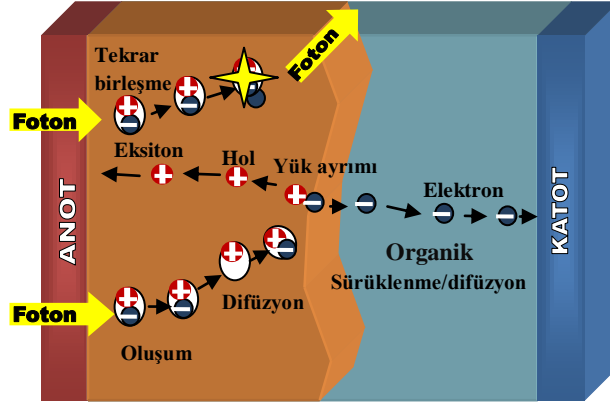 Tekrar
birleşme
Foton
Foton
Eksiton
Hol
Yük ayrımı
Elektron
ANOT
KATOT
Organik
Sürüklenme/difüzyon
Difüzyon
Foton
Oluşum